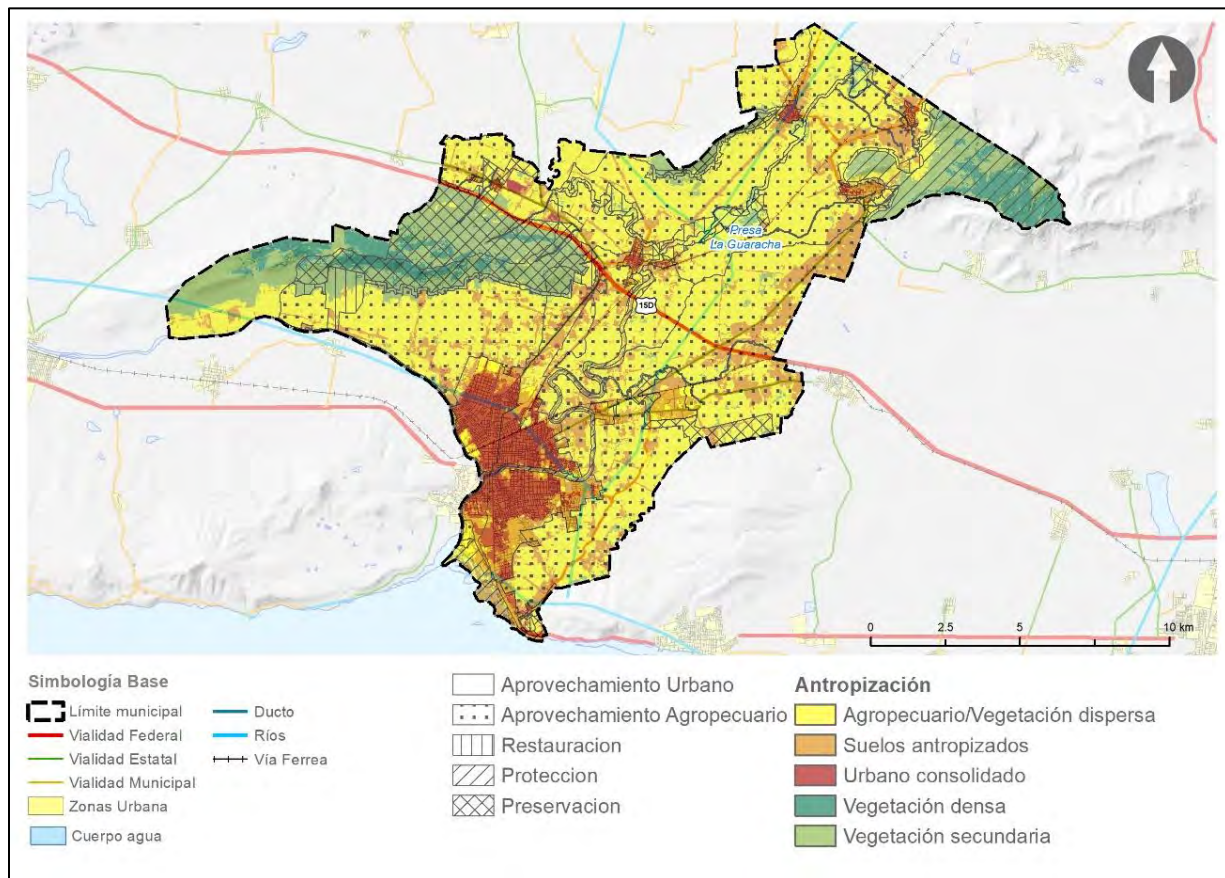 Presa
La Guaracha
15D
0 2.5 5 10 km
Simbología Base
Límite municipal
Vialidad Federal
Vialidad Estatal
Vialidad Municipal
Zonas Urbana
Cuerpo agua
Ducto
Ríos
Vía Ferrea
Aprovechamiento Urbano
Aprovechamiento Agropecuario
Restauracion
Proteccion
Preservacion
Antropización
Agropecuario/Vegetación dispersa
Suelos antropizados
Urbano consolidado
Vegetación densa
Vegetación secundaria